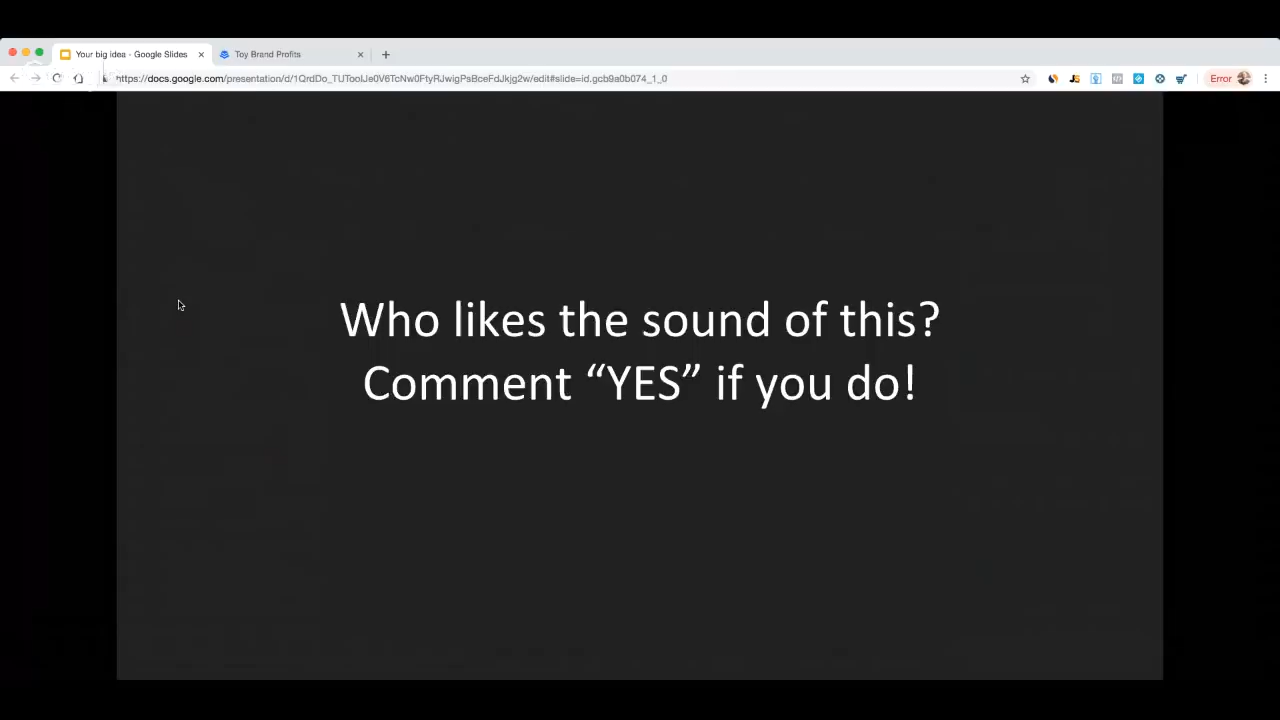 Your big idea - Google Slides
Toy Brand Profits
Error
Who likes the sound of this?
Comment “YES” if you do!